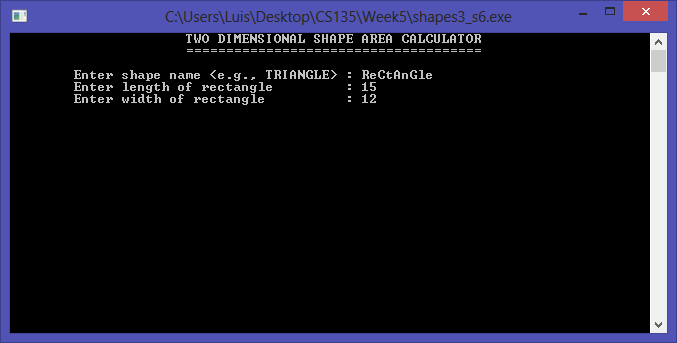 C:\Users\Luis\Desktop\CS135\Week5\shapes3_s6.exe
TWO DIMENSIONAL SHAPE AREA CALCULATOR
=====================================
Enter shape name <e.g., TRIANGLE> : ReCtAnGle
Enter length of rectangle : 15
Enter width of rectangle : 12